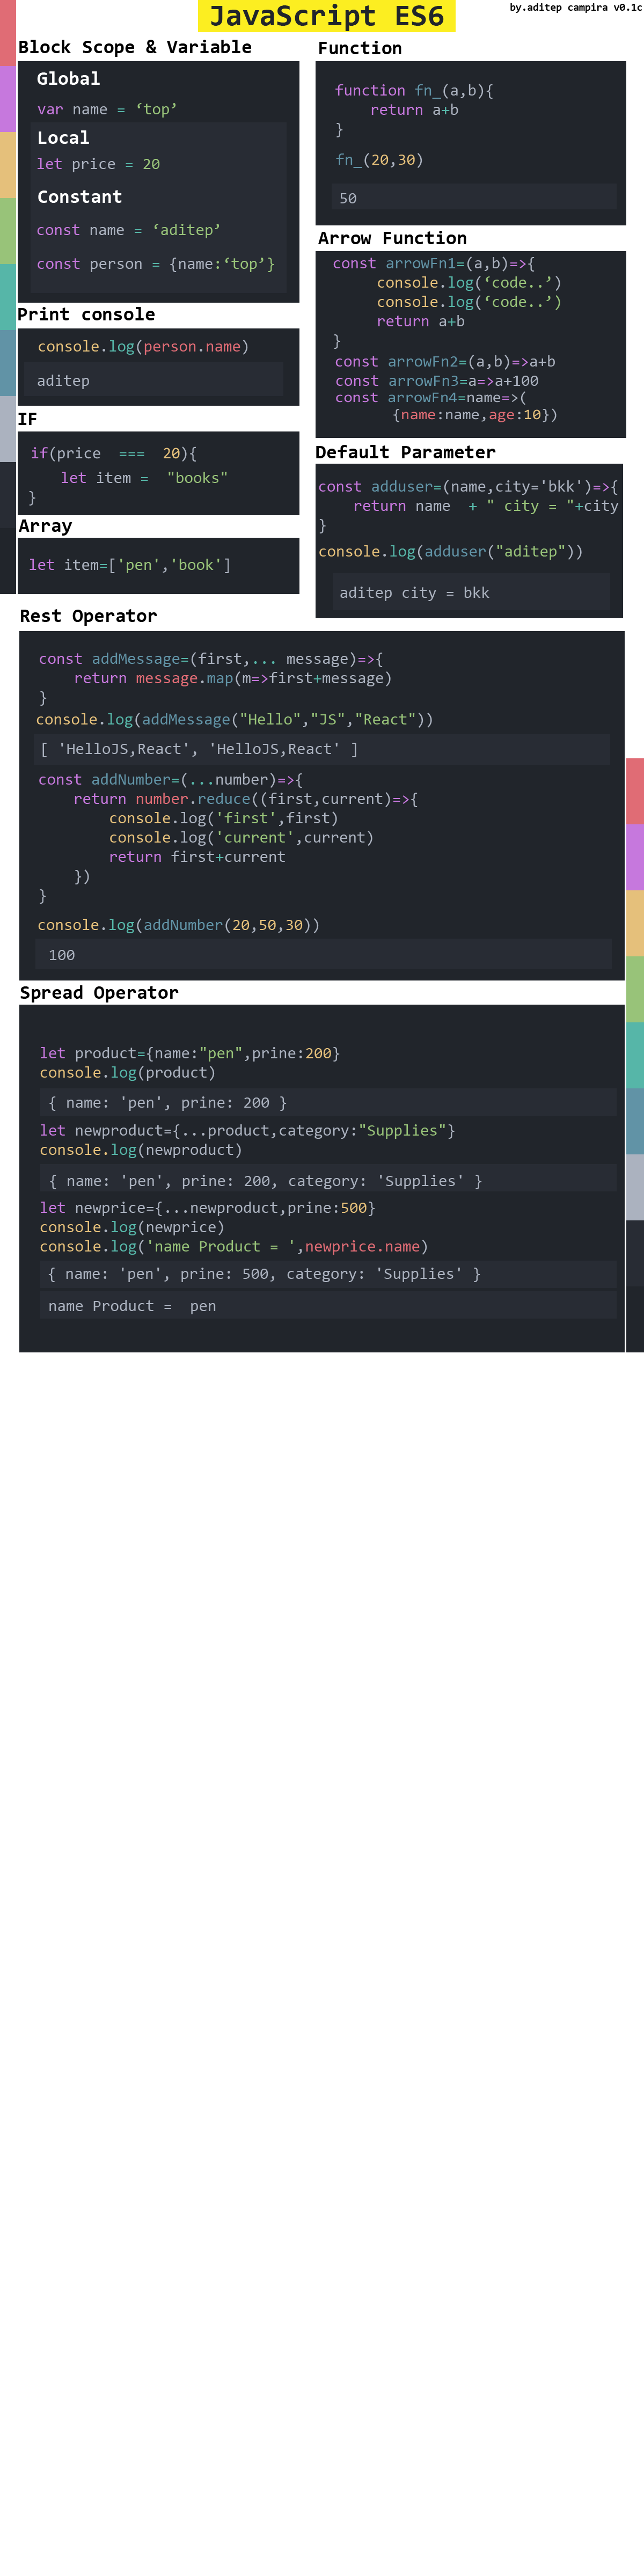 JavaScript ES6
by.aditep campira v0.1c
Block Scope & Variable
Global
var name = ‘top’
Local
let price = 20
Constant
const name = ‘aditep’
const person = {name:‘top’}
Print console
console.log(person.name)
aditep
IF
if(price  ===  20){
let item =  "books"
}
Array
let item=['pen','book']
Function
function fn_(a,b){
return a+b
}
fn_(20,30)
50
Arrow Function
const arrowFn1=(a,b)=>{
console.log(‘code..’)
console.log(‘code..’)
return a+b
}
const arrowFn2=(a,b)=>a+b
const arrowFn3=a=>a+100
const arrowFn4=name=>(
{name:name,age:10})
Default Parameter
const adduser=(name,city='bkk')=>{
return name  + " city = "+city
}
console.log(adduser("aditep"))
aditep city = bkk
Rest Operator
const addMessage=(first,... message)=>{
return message.map(m=>first+message)
}
console.log(addMessage("Hello","JS","React"))
[ 'HelloJS,React', 'HelloJS,React' ]
const addNumber=(...number)=>{
return number.reduce((first,current)=>{
console.log('first',first)
console.log('current',current)
return first+current
})
}
console.log(addNumber(20,50,30))
100
Spread Operator
let product={name:"pen",prine:200}
console.log(product)
{ name: 'pen', prine: 200 }
let newproduct={...product,category:"Supplies"}
console.log(newproduct)
{ name: 'pen', prine: 200, category: 'Supplies' }
let newprice={...newproduct,prine:500}
console.log(newprice)
console.log('name Product = ',newprice.name)
{ name: 'pen', prine: 500, category: 'Supplies' }
name Product =  pen